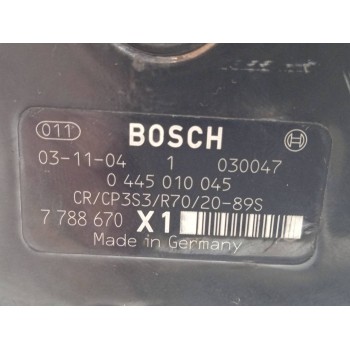 011 BOSCH
03-11-04 1 030047
0 445 010 045
CR/CP3S3/R70/20-89S
7 788 670 X1
Made in Germany